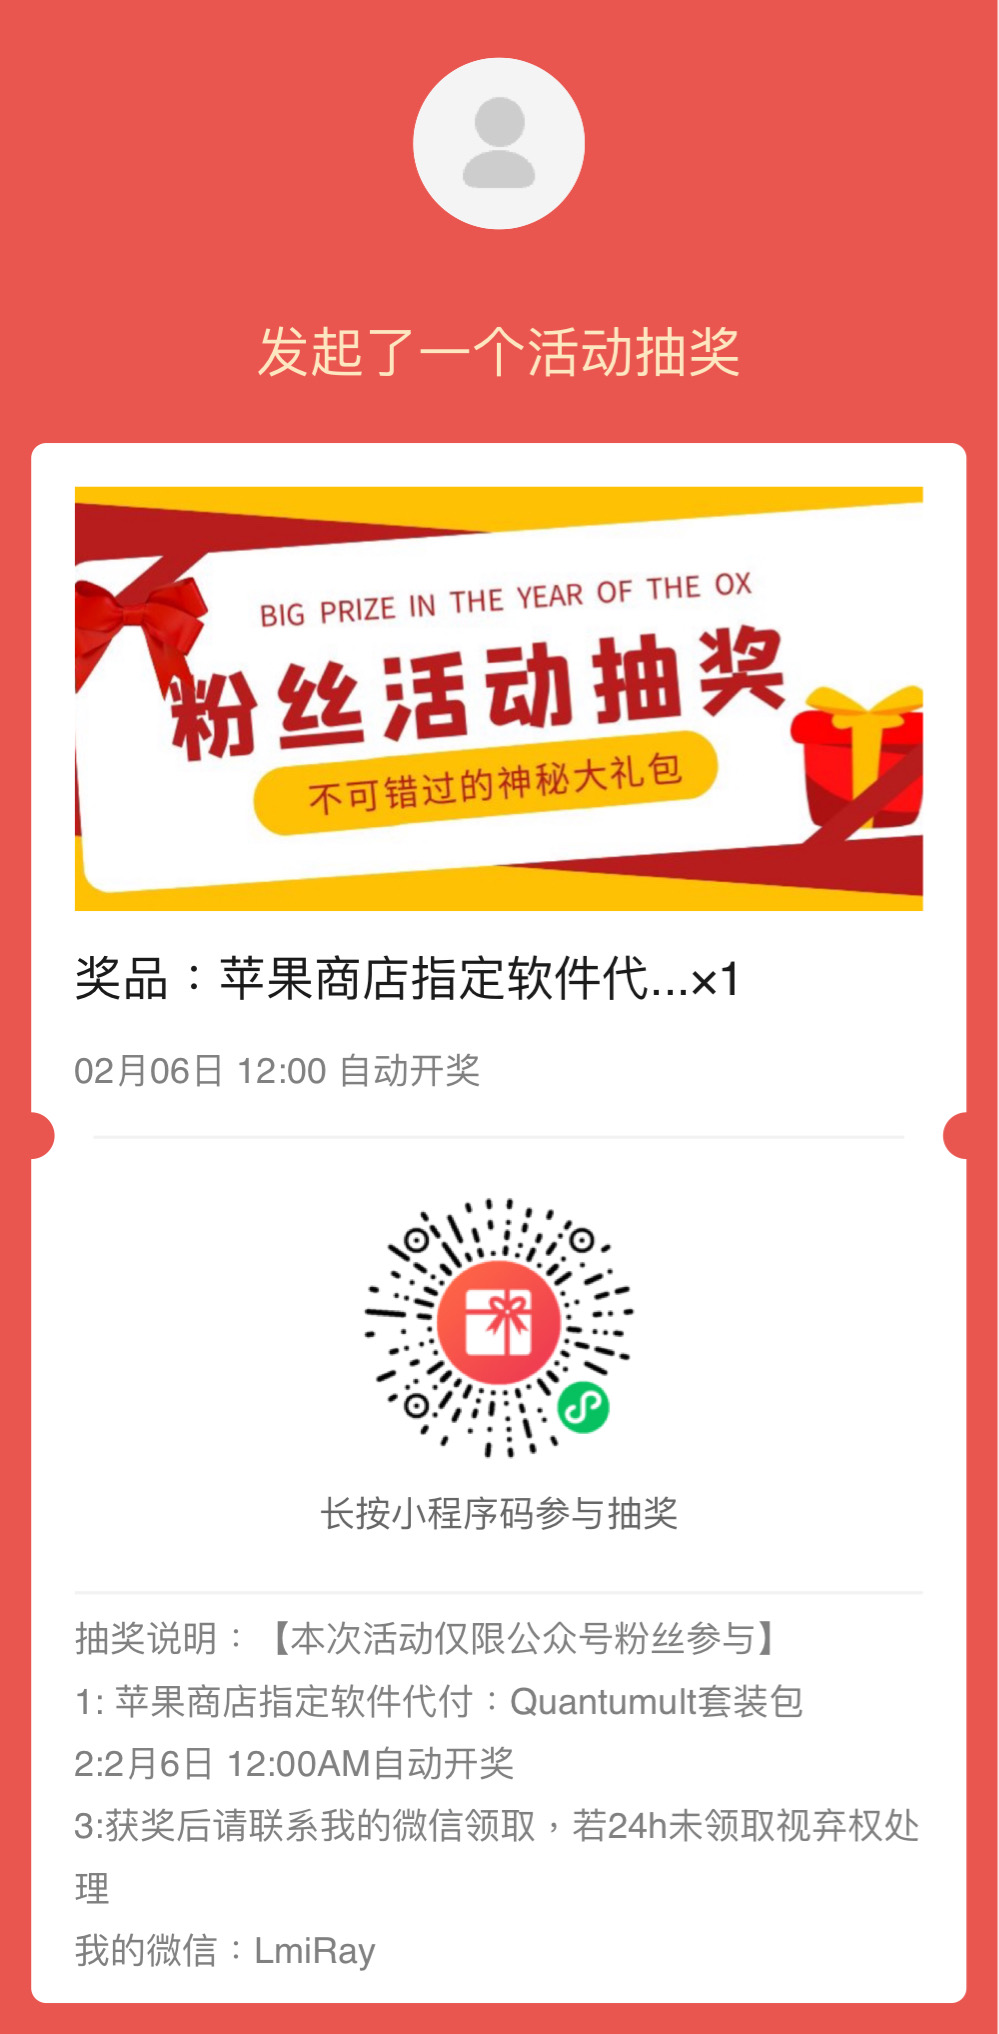 发起了一个活动抽奖
BIG PRIZE IN THE YEAR OF THE OX
粉丝活动抽奖
不可错过的神秘大礼包
奖品：苹果商店指定软件代...×1
02月06日 12:00 自动开奖
长按小程序码参与抽奖
抽奖说明：【本次活动仅限公众号粉丝参与】
1: 苹果商店指定软件代付：Quantumult套装包
2:2月6日 12:00AM自动开奖
3:获奖后请联系我的微信领取，若24h未领取视弃权处
理
我的微信：LmiRay